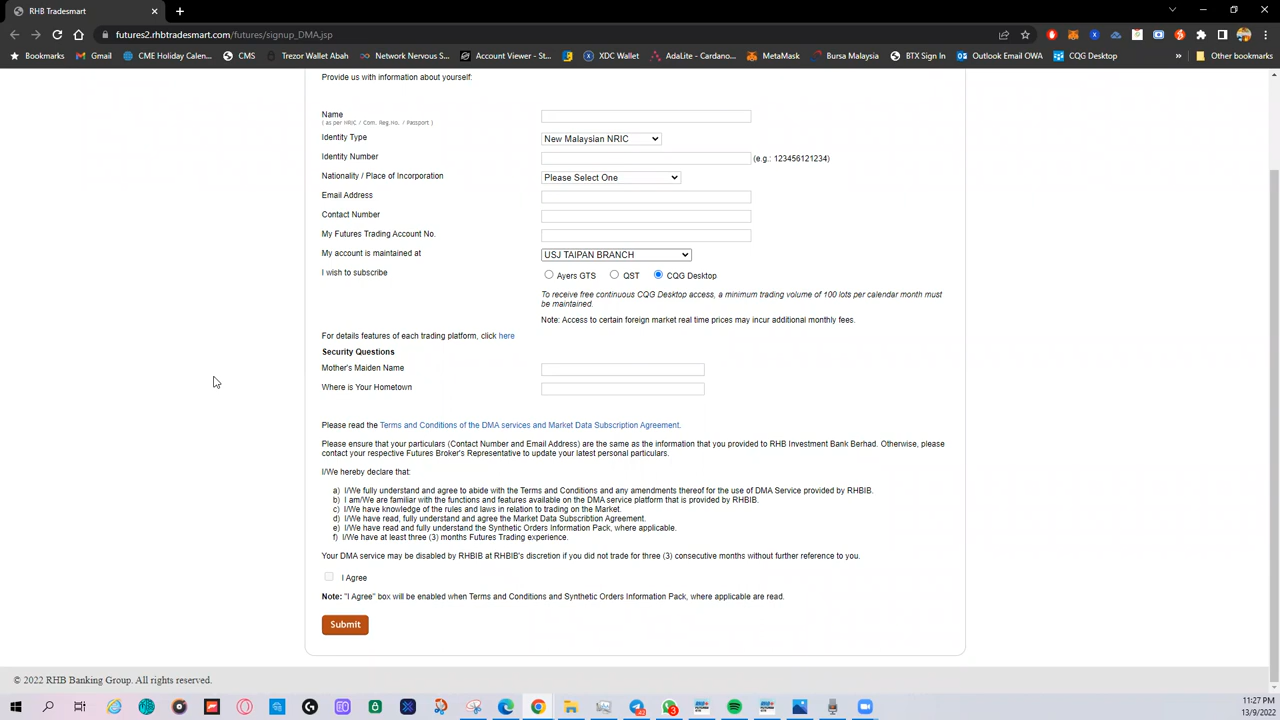 RHB Tradesmart
futures2.rhbtradesmart.com/futures/signup_DMA.jsp
Bookmarks Gmail CME Holiday Calen... CMS Trezor Wallet Abah Network Nervous S... Account Viewer - St... XDC Wallet AdaLite - Cardano... MetaMask Bursa Malaysia BTX Sign In Outlook Email OWA CQG Desktop » Other bookmarks
Provide us with information about yourself:
Name
( as per NRIC / Com. Reg.No. / Passport )
Identity Type New Malaysian NRIC
Identity Number (e.g.: 123456121234)
Nationality / Place of Incorporation Please Select One
Email Address
Contact Number
My Futures Trading Account No.
My account is maintained at USJ TAIPAN BRANCH
I wish to subscribe Ayers GTS QST CQG Desktop
To receive free continuous CQG Desktop access, a minimum trading volume of 100 lots per calendar month must
be maintained.
Note: Access to certain foreign market real time prices may incur additional monthly fees.
For details features of each trading platform, click here
Security Questions
Mother's Maiden Name
Where is Your Hometown
Please read the Terms and Conditions of the DMA services and Market Data Subscription Agreement.
Please ensure that your particulars (Contact Number and Email Address) are the same as the information that you provided to RHB Investment Bank Berhad. Otherwise, please
contact your respective Futures Broker's Representative to update your latest personal particulars.
I/We hereby declare that:
a) I/We fully understand and agree to abide with the Terms and Conditions and any amendments thereof for the use of DMA Service provided by RHBIB.
b) I am/We are familiar with the functions and features available on the DMA service platform that is provided by RHBIB.
c) I/We have knowledge of the rules and laws in relation to trading on the Market.
d) I/We have read, fully understand and agree the Market Data Subscribtion Agreement.
e) I/We have read and fully understand the Synthetic Orders Information Pack, where applicable.
f) I/We have at least three (3) months Futures Trading experience.
Your DMA service may be disabled by RHBIB at RHBIB's discretion if you did not trade for three (3) consecutive months without further reference to you.
I Agree
Note: "I Agree" box will be enabled when Terms and Conditions and Synthetic Orders Information Pack, where applicable are read.
Submit
© 2022 RHB Banking Group. All rights reserved.
11:27 PM
13/9/2022